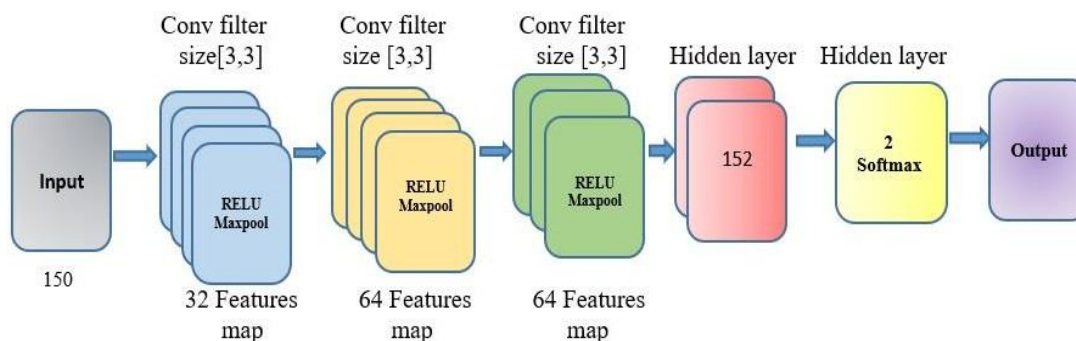 Conv filter
size[3,3]
Conv filter
size [3,3]
Conv filter
size [3,3]
Hidden layer
Hidden layer
Input
RELU
Maxpool
RELU
Maxpool
RELU
Maxpool
152
2
Softmax
Output
150
32 Features
map
64 Features
map
64 Features
map